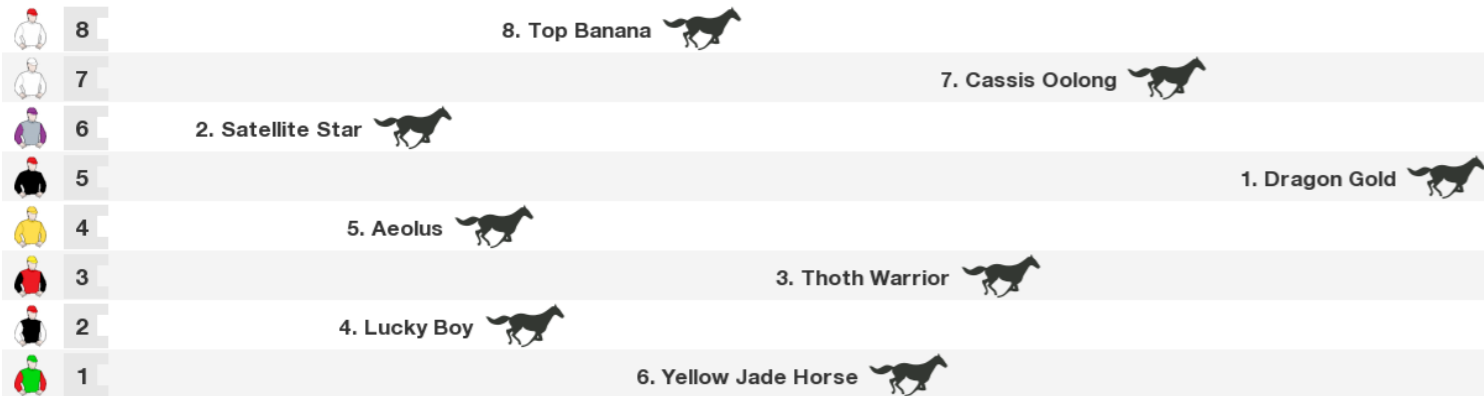 8 8. Top Banana
7 7. Cassis Oolong
6 2. Satellite Star
5 1. Dragon Gold
4 5. Aeolus
3 3. Thoth Warrior
2 4. Lucky Boy
1 6. Yellow Jade Horse